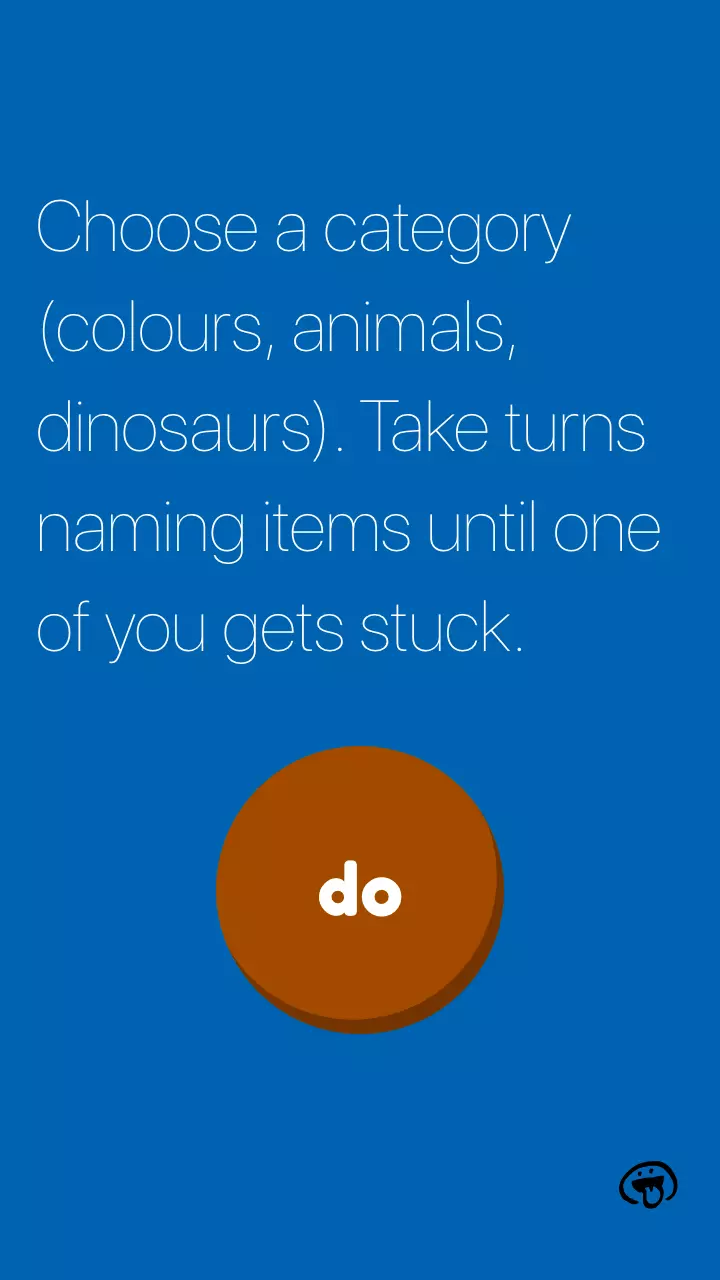 Choose a category
(colours, animals,
dinosaurs). Take turns
naming items until one
of you gets stuck.
do